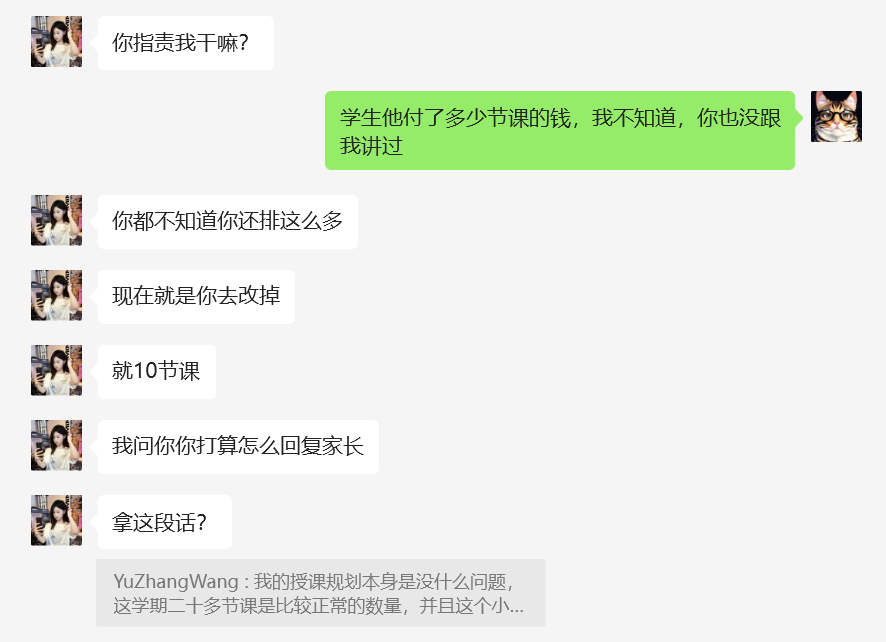 你指责我干嘛？
学生他付了多少节课的钱，我不知道，你也没跟
我讲过
你都不知道你还排这么多
现在就是你去改掉
就10节课
我问你你打算怎么回复家长
拿这段话？
YuZhangWang : 我的授课规划本身是没什么问题，
这学期二十多节课是比较正常的数量，并且这个小...